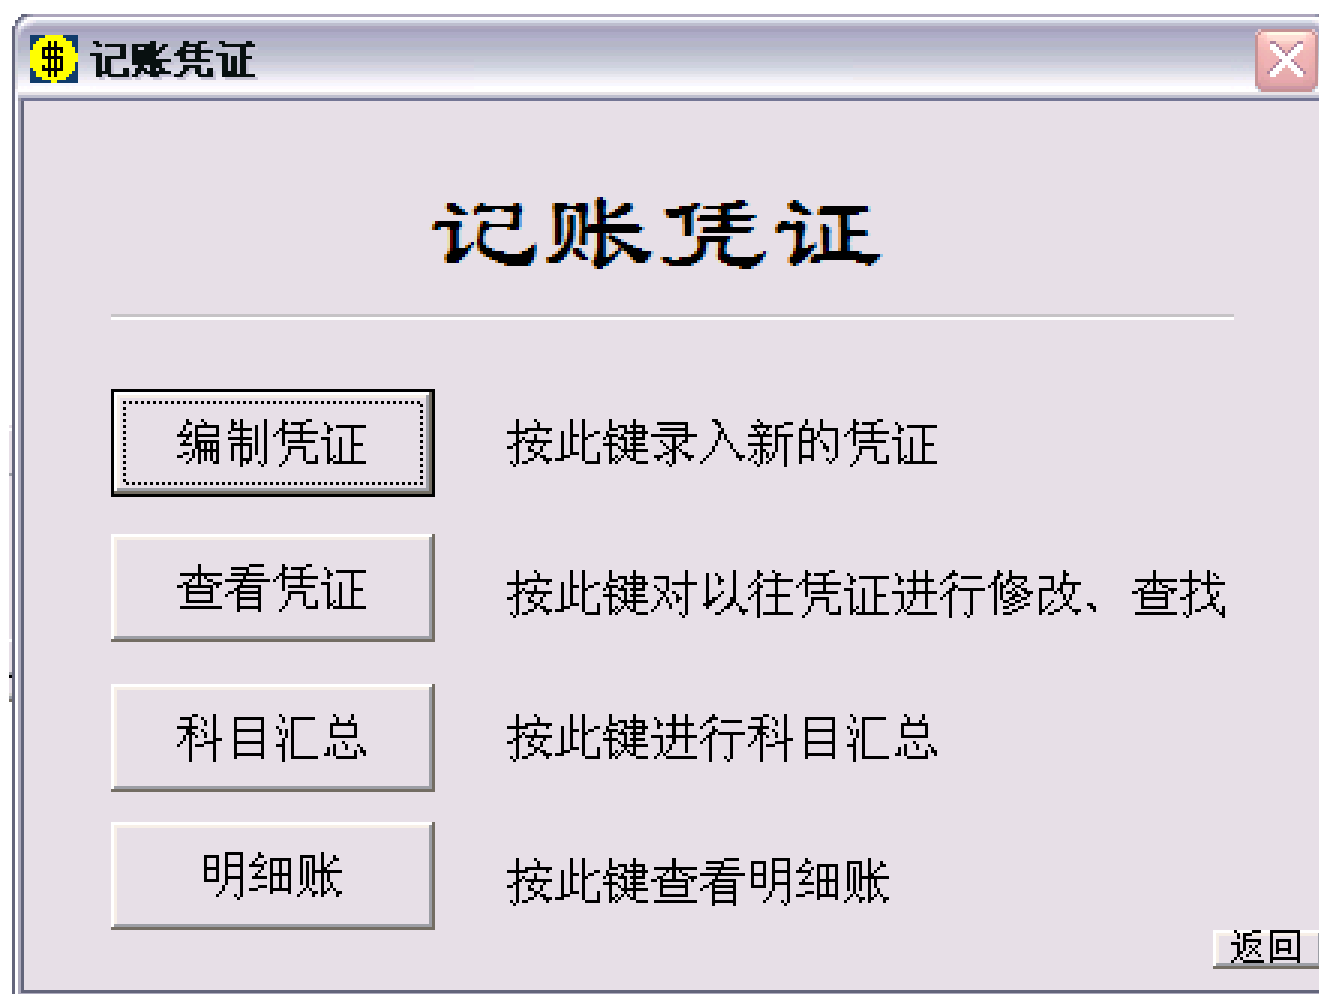 $ 记账凭证
记账凭证
编制凭证 按此键录入新的凭证
查看凭证 按此键对以往凭证进行修改、查找
科目汇总 按此键进行科目汇总
明细账 按此键查看明细账
返回